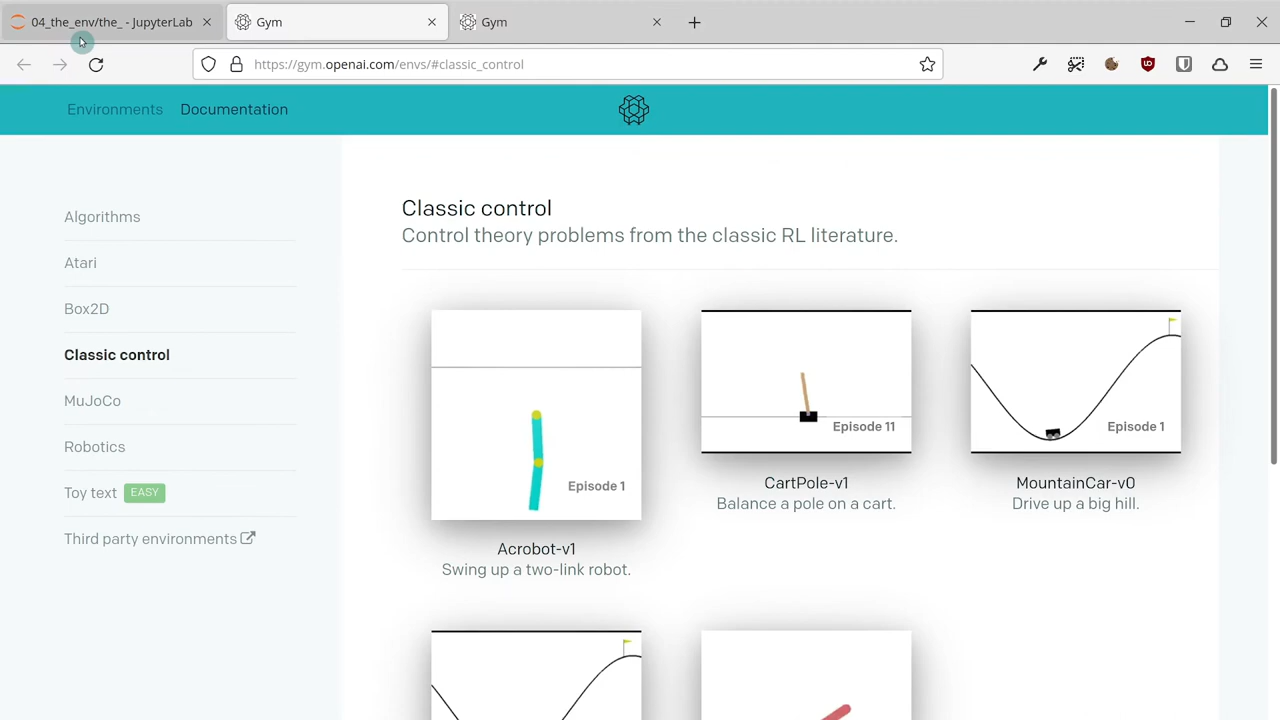 04_the_env/the_ - JupyterLab
Gym
Gym
https://gym.openai.com/envs/#classic_control
Environments
Documentation
Algorithms
Atari
Box2D
Classic control
MuJoCo
Robotics
Toy text EASY
Third party environments
Classic control
Control theory problems from the classic RL literature.
Episode 1
Acrobot-v1
Swing up a two-link robot.
Episode 11
CartPole-v1
Balance a pole on a cart.
Episode 1
MountainCar-v0
Drive up a big hill.